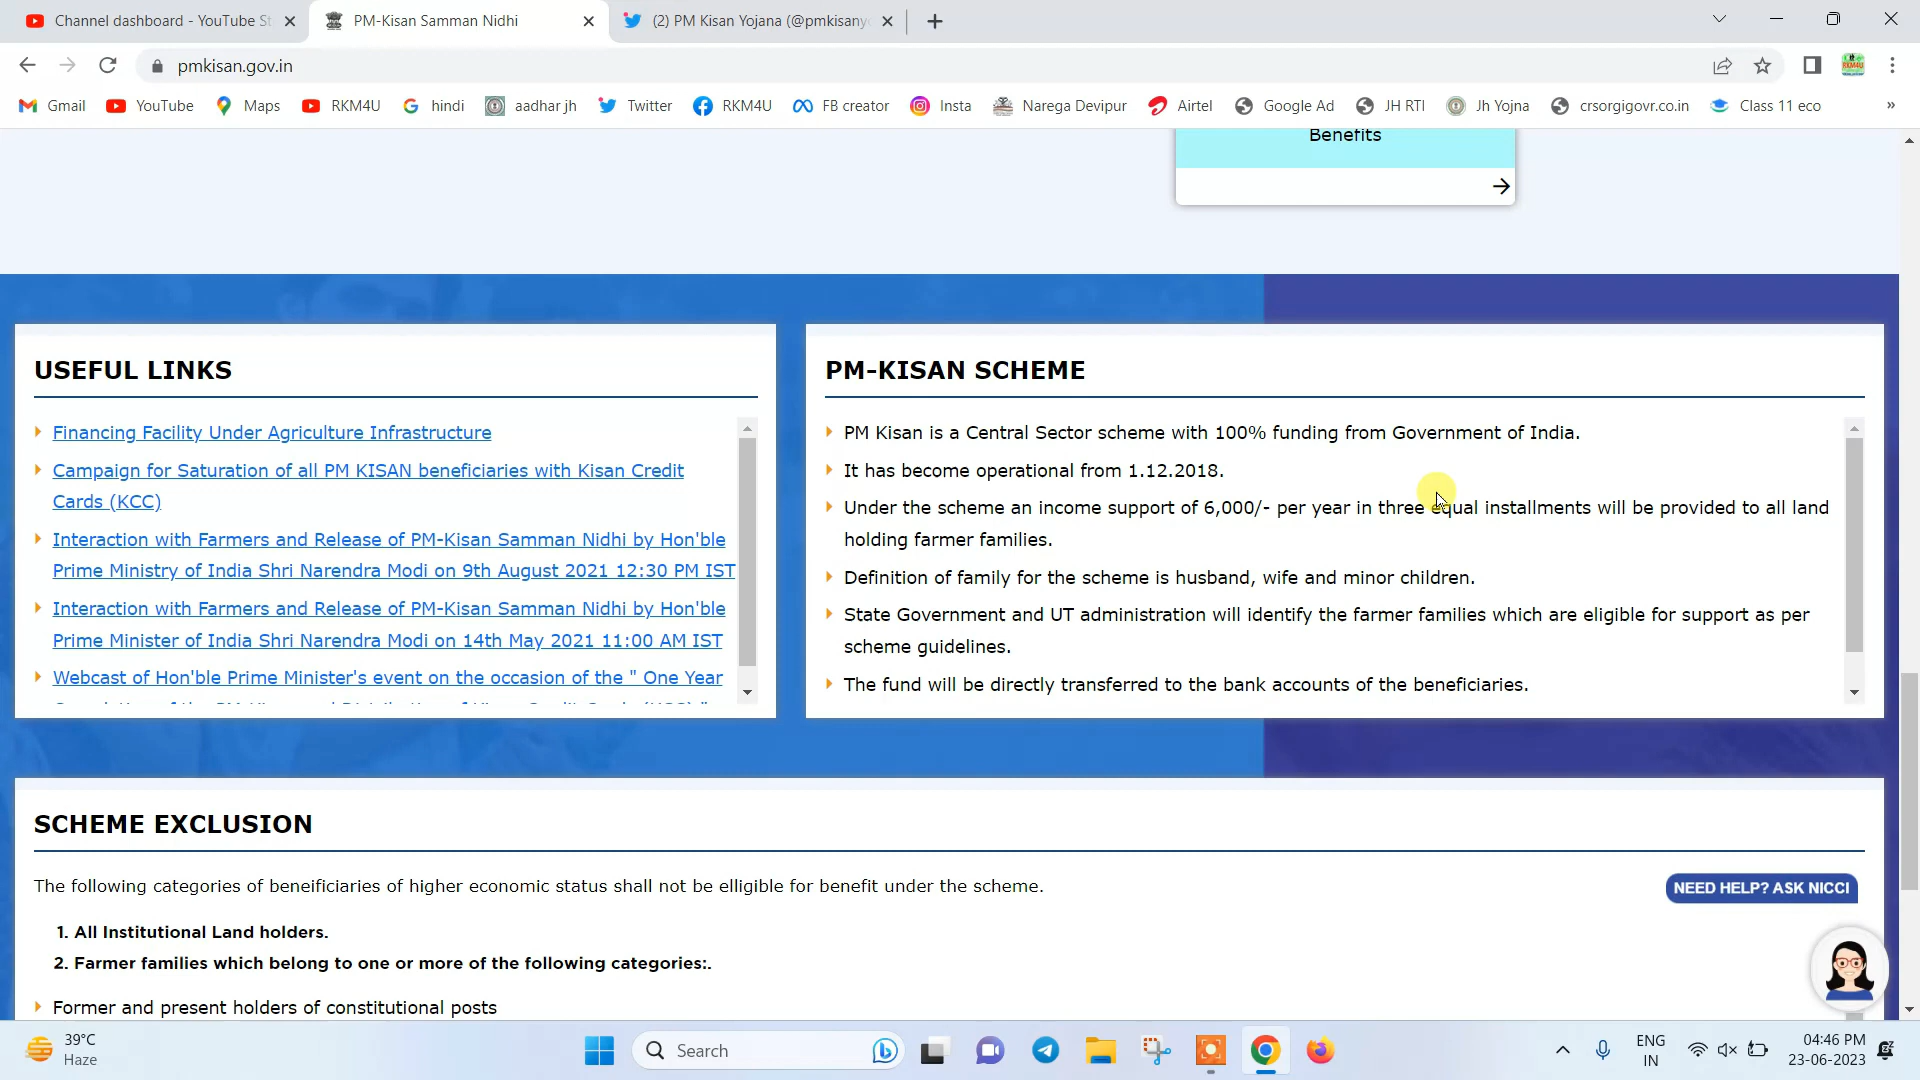 Channel dashboard - YouTube St
PM-Kisan Samman Nidhi
(2) PM Kisan Yojana (@pmkisanyo
pmkisan.gov.in
Gmail YouTube Maps RKM4U hindi aadhar jh Twitter RKM4U FB creator Insta Narega Devipur Airtel Google Ad JH RTI Jh Yojna crsorgigovr.co.in Class 11 eco »
Benefits
USEFUL LINKS
Financing Facility Under Agriculture Infrastructure
Campaign for Saturation of all PM KISAN beneficiaries with Kisan Credit
Cards (KCC)
Interaction with Farmers and Release of PM-Kisan Samman Nidhi by Hon'ble
Prime Ministry of India Shri Narendra Modi on 9th August 2021 12:30 PM IST
Interaction with Farmers and Release of PM-Kisan Samman Nidhi by Hon'ble
Prime Minister of India Shri Narendra Modi on 14th May 2021 11:00 AM IST
Webcast of Hon'ble Prime Minister's event on the occasion of the " One Year
PM-KISAN SCHEME
PM Kisan is a Central Sector scheme with 100% funding from Government of India.
It has become operational from 1.12.2018.
Under the scheme an income support of 6,000/- per year in three equal installments will be provided to all land
holding farmer families.
Definition of family for the scheme is husband, wife and minor children.
State Government and UT administration will identify the farmer families which are eligible for support as per
scheme guidelines.
The fund will be directly transferred to the bank accounts of the beneficiaries.
SCHEME EXCLUSION
The following categories of beneificiaries of higher economic status shall not be elligible for benefit under the scheme.
NEED HELP? ASK NICCI
1. All Institutional Land holders.
2. Farmer families which belong to one or more of the following categories:.
Former and present holders of constitutional posts
39°C
Haze
Search
ENG
IN
04:46 PM
23-06-2023